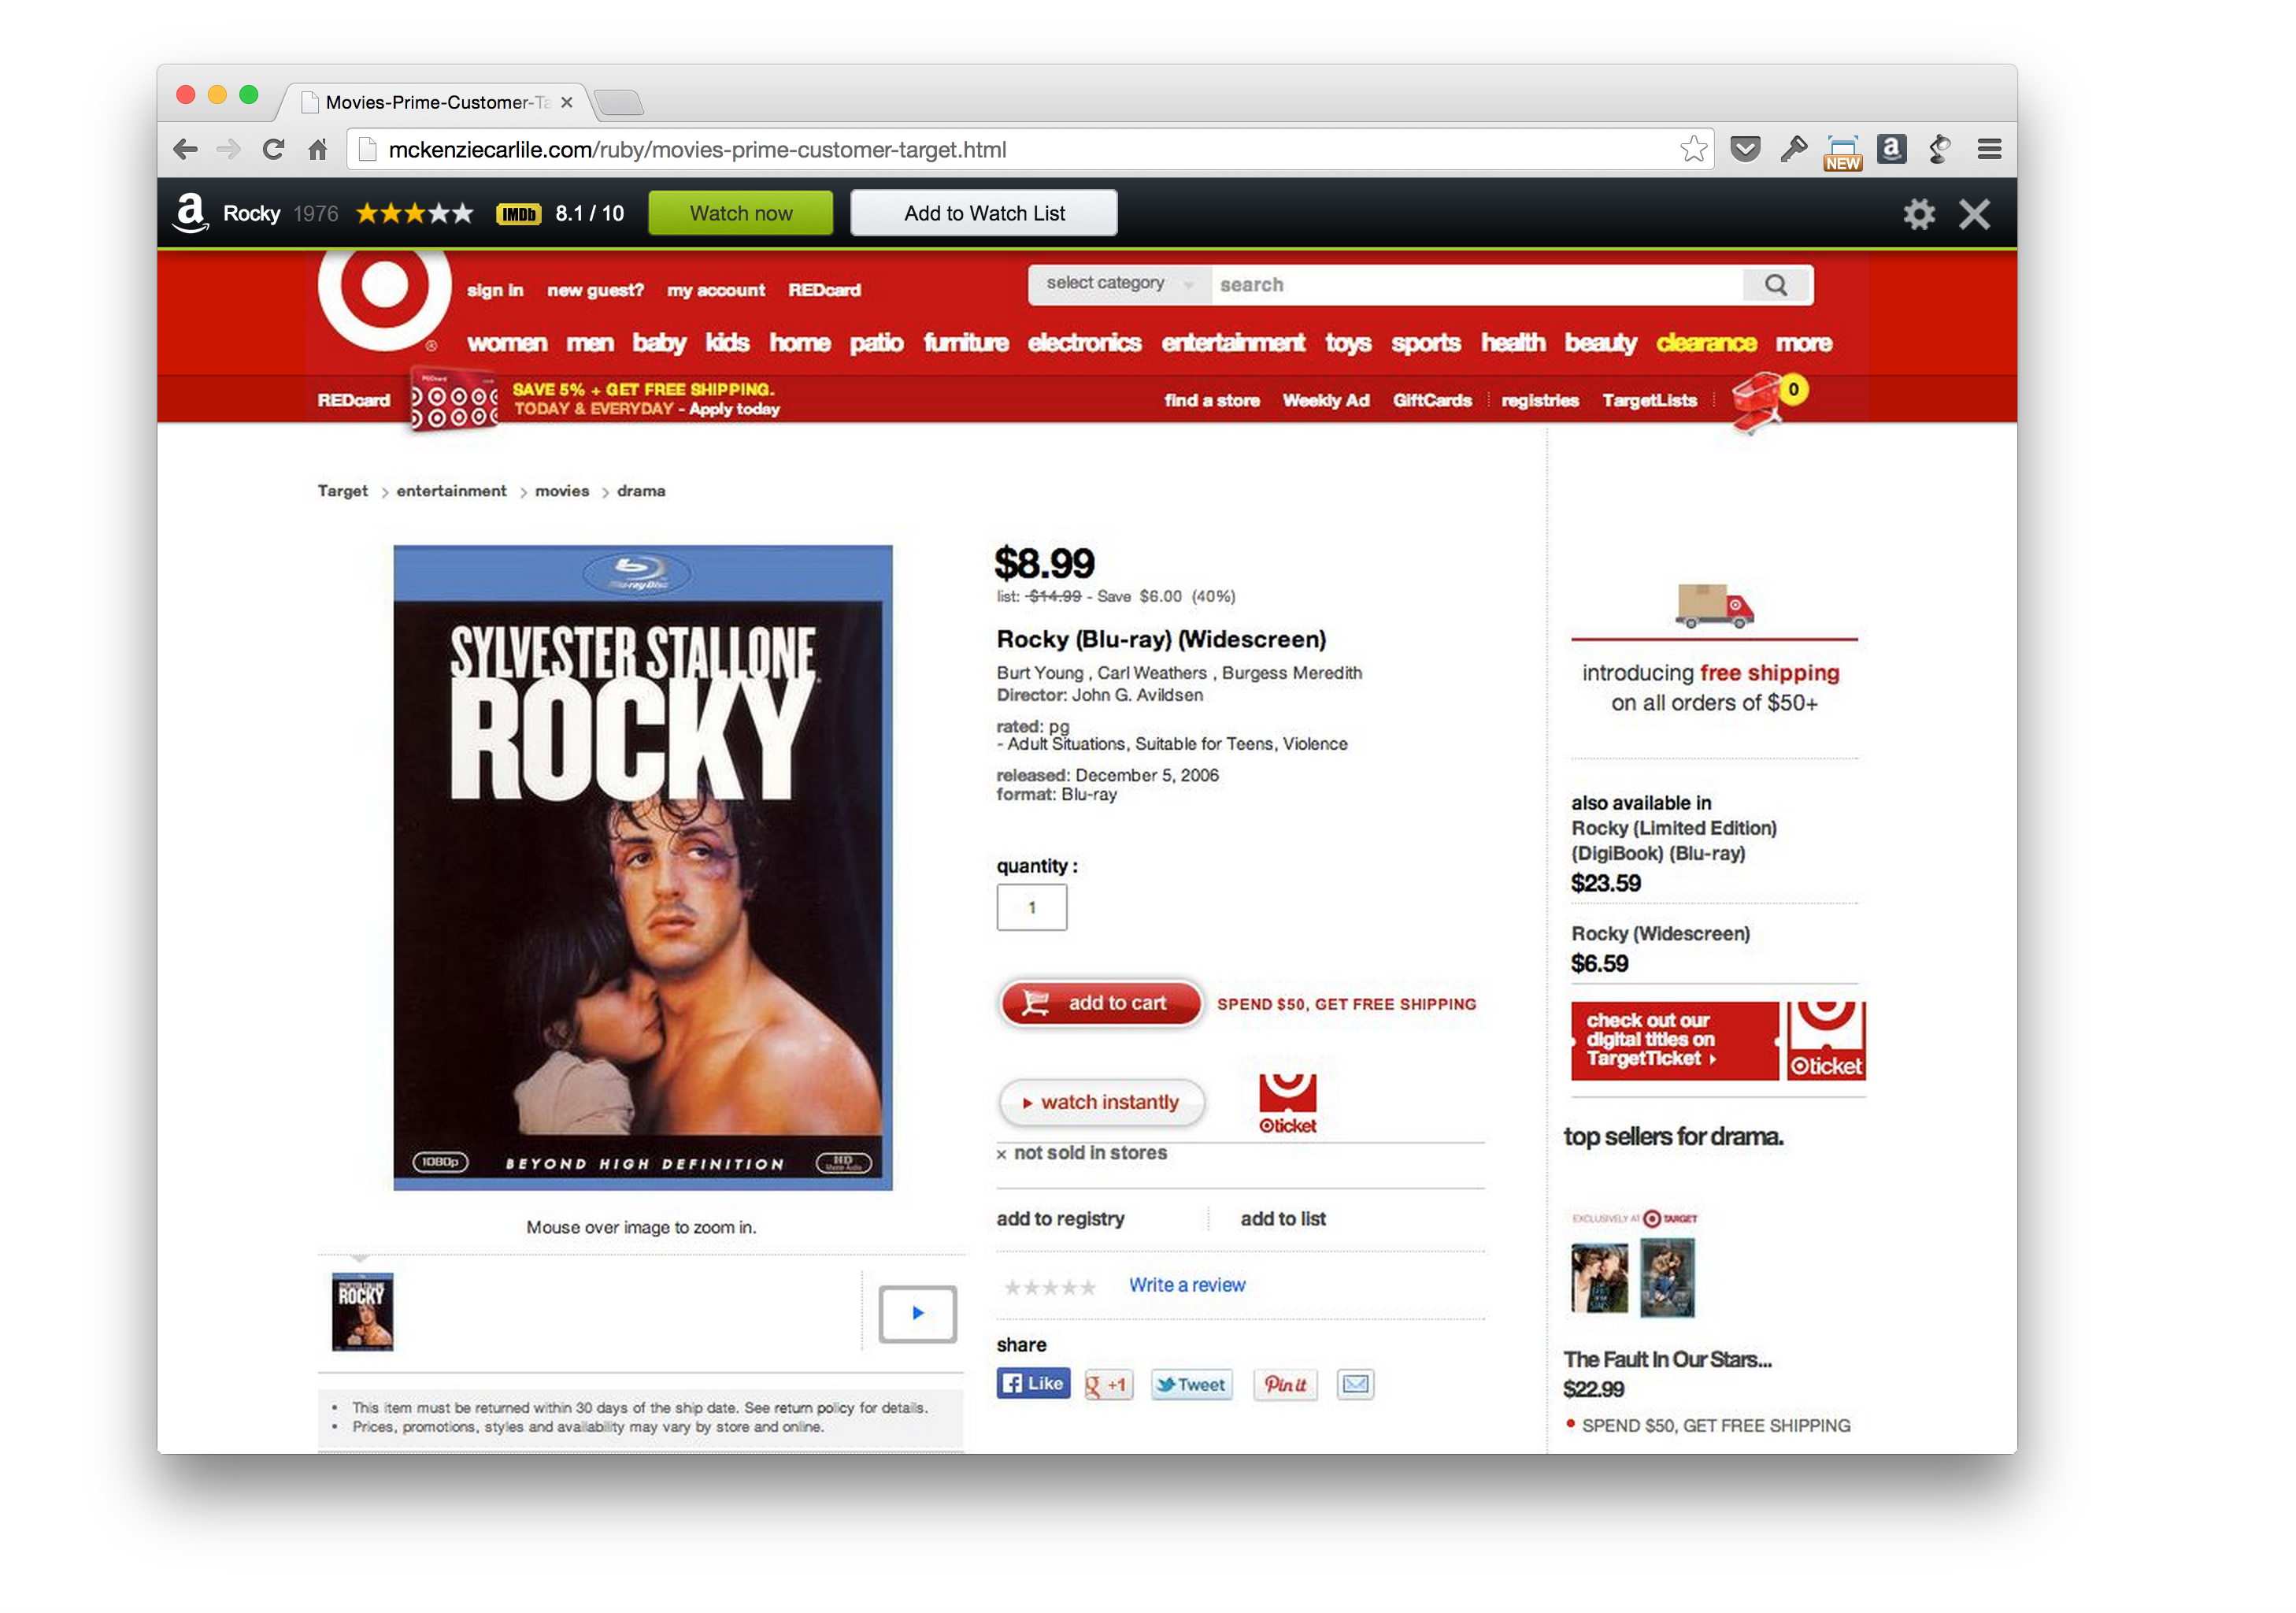 Movies-Prime-Customer-Ta
mckenziecarlile.com/ruby/movies-prime-customer-target.html
NEW
a
a Rocky 1976 IMDb 8.1 / 10 Watch now Add to Watch List
sign in new guest? my account REDcard
select category search
women men baby kids home patio furniture electronics entertainment toys sports health beauty clearance more
REDcard
SAVE 5% + GET FREE SHIPPING.
TODAY & EVERYDAY - Apply today
find a store Weekly Ad GiftCards registries TargetLists 0
Target > entertainment > movies > drama
Blu-ray Disc
SYLVESTER STALLONE
ROCKY
1080p BEYOND HIGH DEFINITION HD
Mouse over image to zoom in.
ROCKY
• This item must be returned within 30 days of the ship date. See return policy for details.
• Prices, promotions, styles and availability may vary by store and online.
$8.99
list: $14.99 - Save $6.00 (40%)
Rocky (Blu-ray) (Widescreen)
Burt Young , Carl Weathers , Burgess Meredith
Director: John G. Avildsen
rated: pg
- Adult Situations, Suitable for Teens, Violence
released: December 5, 2006
format: Blu-ray
quantity :
1
add to cart SPEND $50, GET FREE SHIPPING
watch instantly
ticket
× not sold in stores
add to registry add to list
Write a review
share
Like g +1 Tweet Pin it
introducing free shipping
on all orders of $50+
also available in
Rocky (Limited Edition)
(DigiBook) (Blu-ray)
$23.59
Rocky (Widescreen)
$6.59
check out our
digital titles on
TargetTicket
ticket
top sellers for drama.
EXCLUSIVELY AT TARGET
The Fault In Our Stars...
$22.99
• SPEND $50, GET FREE SHIPPING